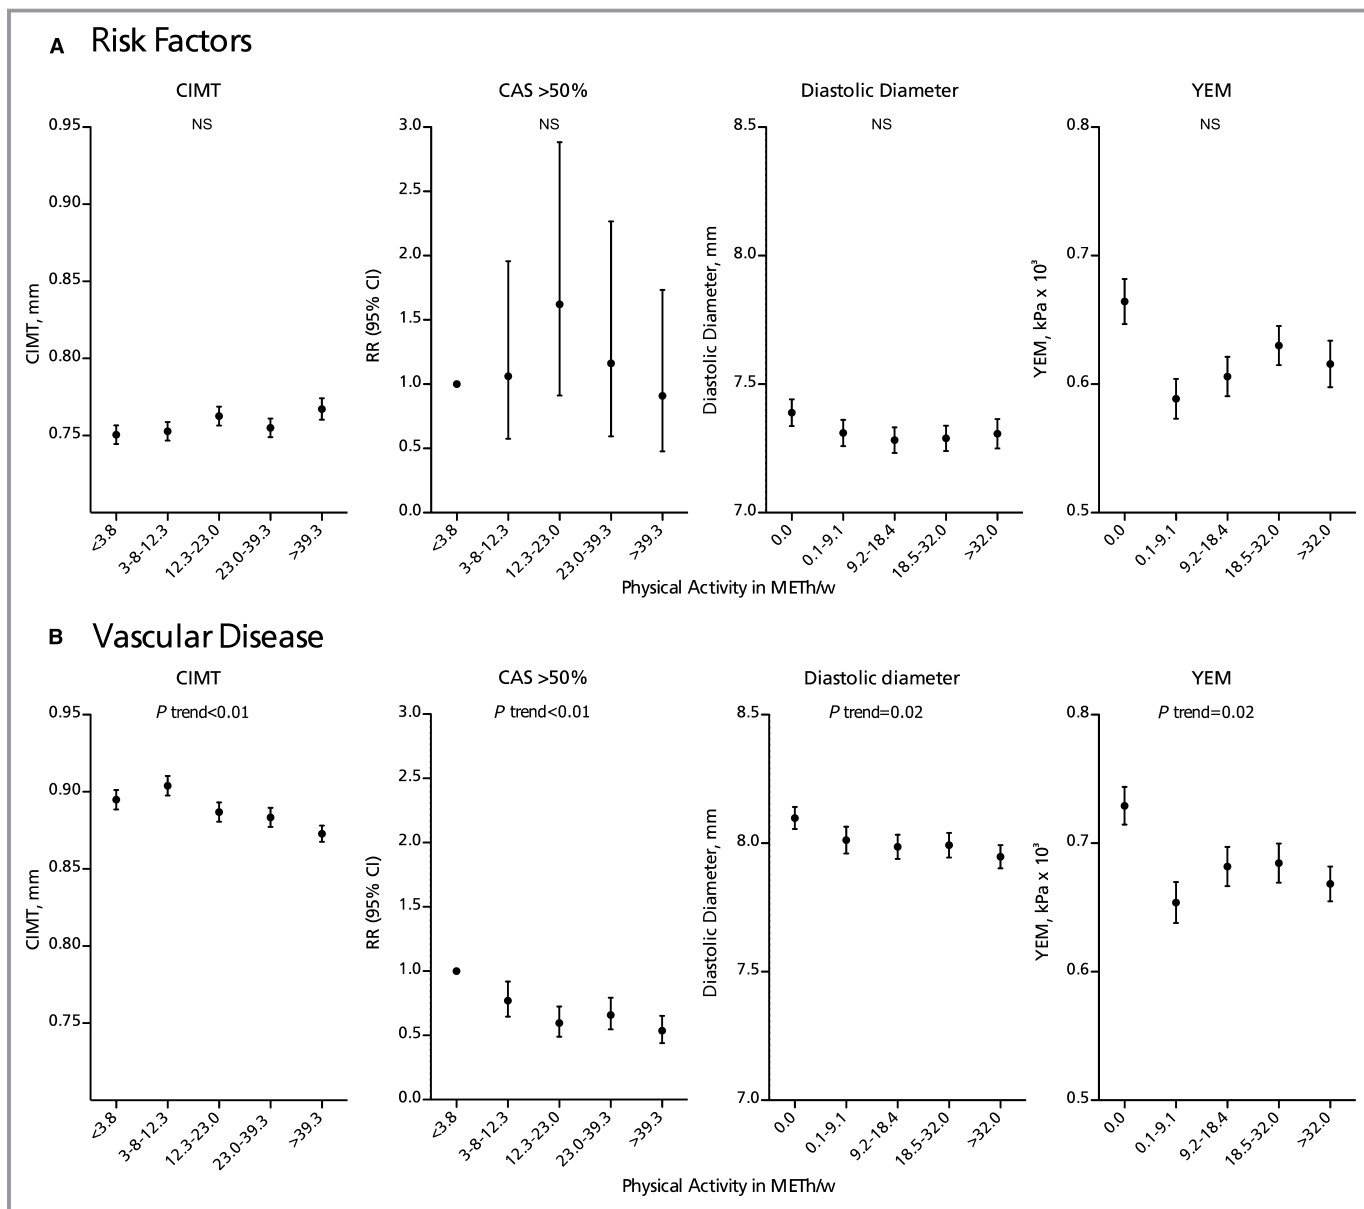 A Risk Factors
CIMT
NS
CIMT, mm
0.95
0.90
0.85
0.80
0.75
<3.8
3-8-12.3
12.3-23.0
23.0-39.3
>39.3
CAS >50%
NS
RR (95% CI)
3.0
2.5
2.0
1.5
1.0
0.5
0.0
<3.8
3-8-12.3
12.3-23.0
23.0-39.3
>39.3
Diastolic Diameter
NS
Diastolic Diameter, mm
8.5
8.0
7.5
7.0
0.0
0.1-9.1
9.2-18.4
18.5-32.0
>32.0
YEM
NS
YEM, kPa x 10³
0.8
0.7
0.6
0.5
0.0
0.1-9.1
9.2-18.4
18.5-32.0
>32.0
Physical Activity in METh/w
B Vascular Disease
CIMT
P trend<0.01
CIMT, mm
0.95
0.90
0.85
0.80
0.75
<3.8
3-8-12.3
12.3-23.0
23.0-39.3
>39.3
CAS >50%
P trend<0.01
RR (95% CI)
3.0
2.5
2.0
1.5
1.0
0.5
0.0
<3.8
3-8-12.3
12.3-23.0
23.0-39.3
>39.3
Diastolic diameter
P trend=0.02
Diastolic Diameter, mm
8.5
8.0
7.5
7.0
0.0
0.1-9.1
9.2-18.4
18.5-32.0
>32.0
YEM
P trend=0.02
YEM, kPa x 10³
0.8
0.7
0.6
0.5
0.0
0.1-9.1
9.2-18.4
18.5-32.0
>32.0
Physical Activity in METh/w